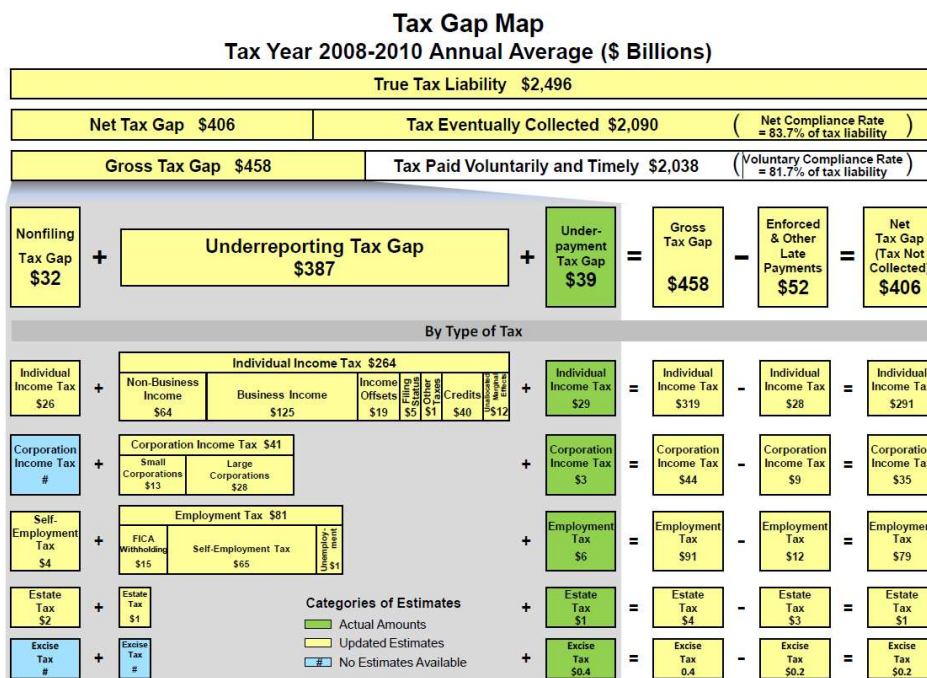 Tax Gap Map
Tax Year 2008-2010 Annual Average ($ Billions)
True Tax Liability $2,496
Net Tax Gap $406
Tax Eventually Collected $2,090
( Net Compliance Rate
= 83.7% of tax liability )
Gross Tax Gap $458
Tax Paid Voluntarily and Timely $2,038
(Voluntary Compliance Rate
= 81.7% of tax liability )
Nonfiling
Tax Gap
$32
+
Underreporting Tax Gap
$387
+
Under-
payment
Tax Gap
$39
=
Gross
Tax Gap
$458
-
Enforced
& Other
Late
Payments
$52
=
Net
Tax Gap
(Tax Not
Collected)
$406
By Type of Tax
Individual
Income Tax
$26
+
Individual Income Tax $264
Non-Business
Income
$64
Business Income
$125
Income
Offsets
$19
Filing
Status
$5
Other
Taxes
$1
Credits
$40
Unallocated
Marginal
Effects
$12
+
Individual
Income Tax
$29
=
Individual
Income Tax
$319
-
Individual
Income Tax
$28
=
Individual
Income Tax
$291
Corporation
Income Tax
#
+
Corporation Income Tax $41
Small
Corporations
$13
Large
Corporations
$28
+
Corporation
Income Tax
$3
=
Corporation
Income Tax
$44
-
Corporation
Income Tax
$9
=
Corporation
Income Tax
$35
Self-
Employment
Tax
$4
+
Employment Tax $81
FICA
Withholding
$15
Self-Employment Tax
$65
Unemploy-
ment
$1
+
Employment
Tax
$6
=
Employment
Tax
$91
-
Employment
Tax
$12
=
Employment
Tax
$79
Estate
Tax
$2
+
Estate
Tax
$1
Categories of Estimates
Actual Amounts
Updated Estimates
# No Estimates Available
+
Estate
Tax
$1
=
Estate
Tax
$4
-
Estate
Tax
$3
=
Estate
Tax
$1
Excise
Tax
#
+
Excise
Tax
#
+
Excise
Tax
$0.4
=
Excise
Tax
0.4
-
Excise
Tax
$0.2
=
Excise
Tax
$0.2